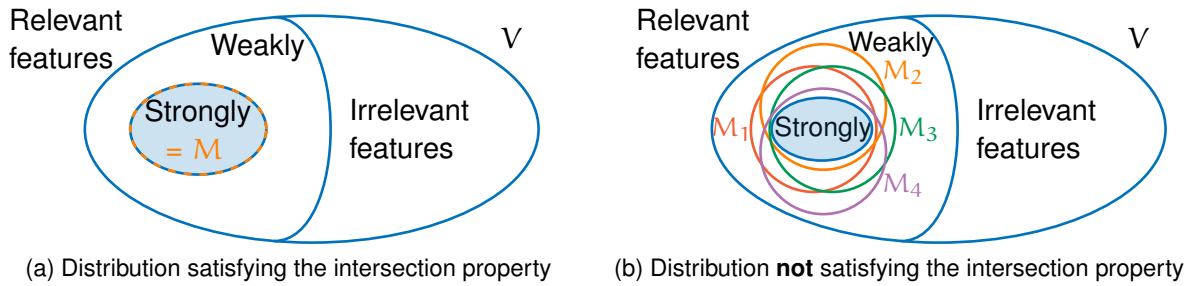 Relevant
features
Weakly
V
Strongly
= M
Irrelevant
features
(a) Distribution satisfying the intersection property
Relevant
features
Weakly
V
M₂
M₁
Strongly
M₃
M₄
Irrelevant
features
(b) Distribution not satisfying the intersection property